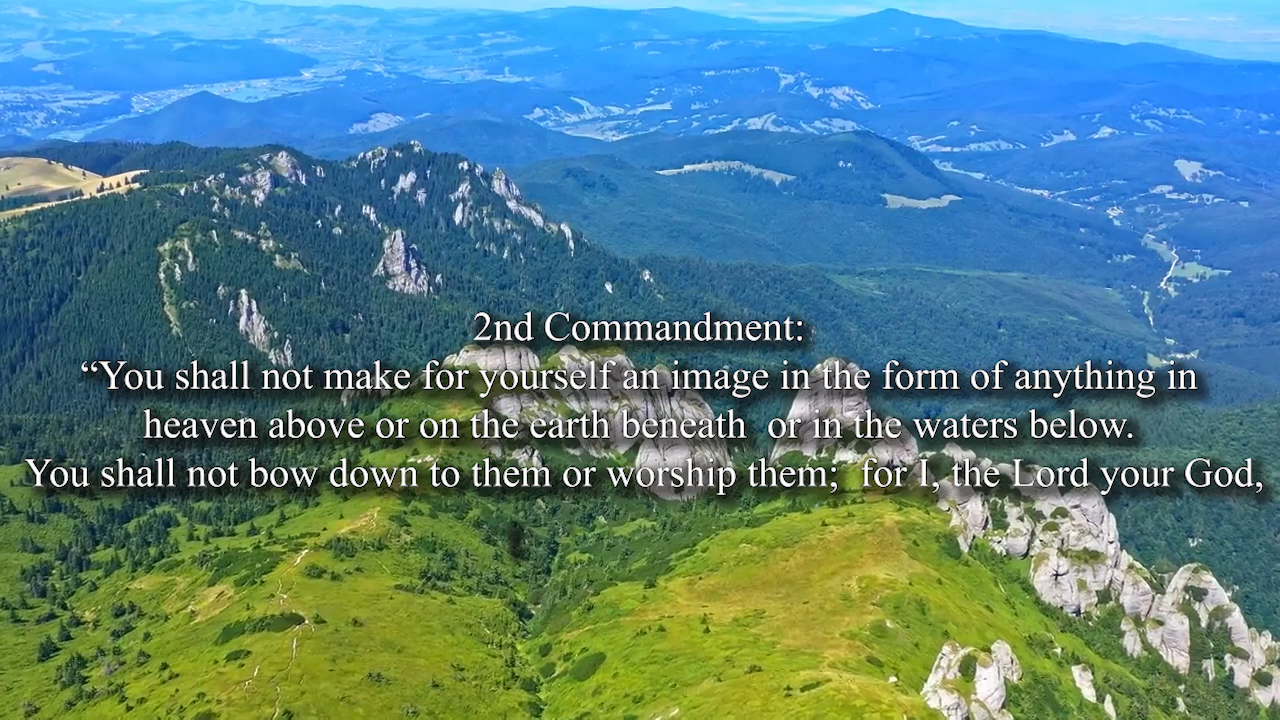 2nd Commandment:
“You shall not make for yourself an image in the form of anything in
heaven above or on the earth beneath  or in the waters below.
You shall not bow down to them or worship them;  for I, the Lord your God,